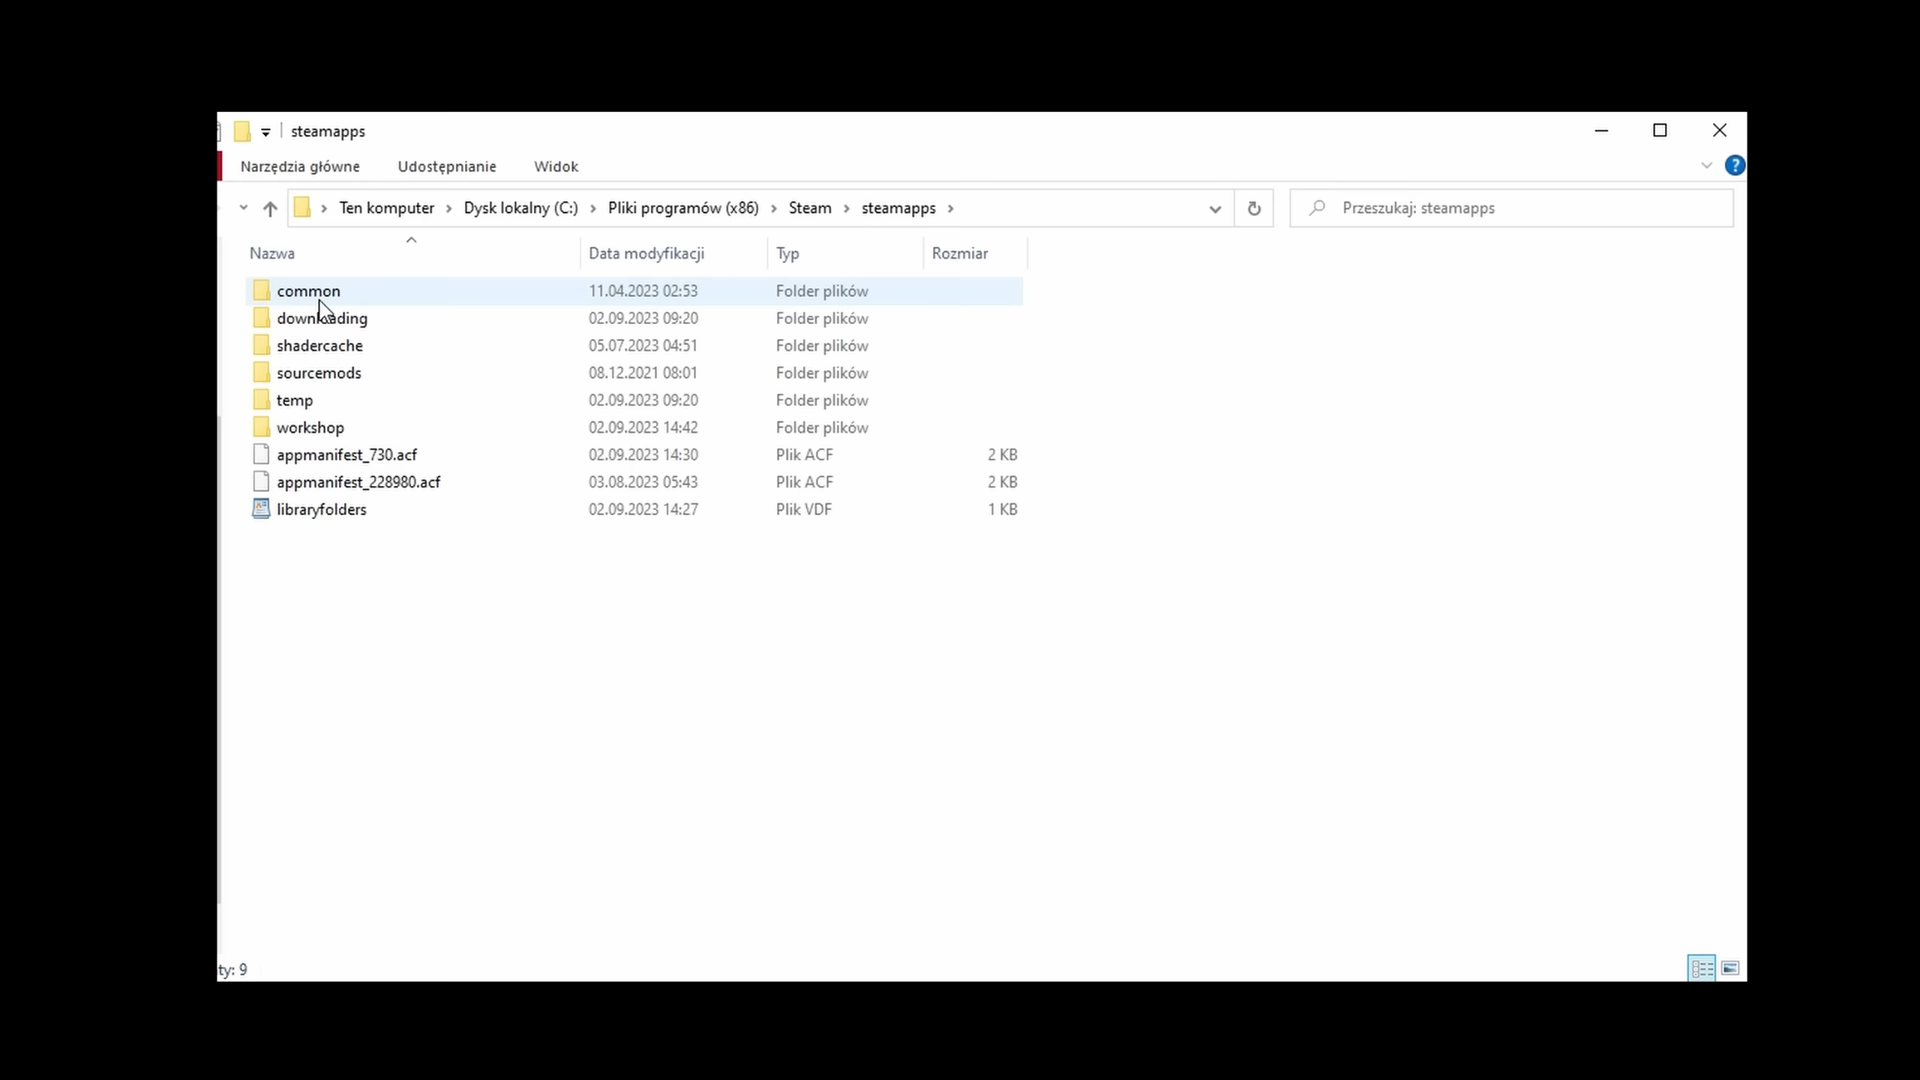 steamapps
Narzędzia główne Udostępnianie Widok ?
Ten komputer Dysk lokalny (C:) Pliki programów (x86) Steam steamapps Przeszukaj: steamapps
Nazwa Data modyfikacji Typ Rozmiar
common 11.04.2023 02:53 Folder plików
downloading 02.09.2023 09:20 Folder plików
shadercache 05.07.2023 04:51 Folder plików
sourcemods 08.12.2021 08:01 Folder plików
temp 02.09.2023 09:20 Folder plików
workshop 02.09.2023 14:42 Folder plików
appmanifest_730.acf 02.09.2023 14:30 Plik ACF 2 KB
appmanifest_228980.acf 03.08.2023 05:43 Plik ACF 2 KB
libraryfolders 02.09.2023 14:27 Plik VDF 1 KB
ty: 9